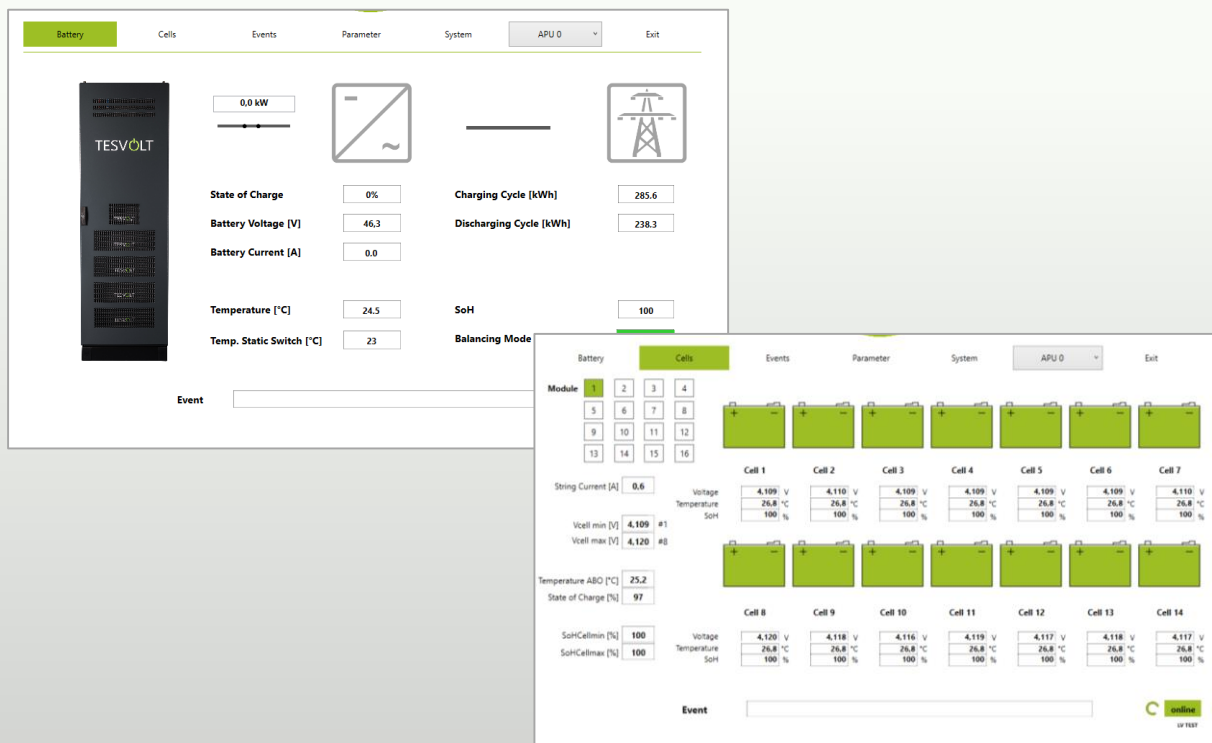 Battery Cells Events Parameter System APU 0 Exit
0,0 kW
TESVOLT
State of Charge 0% Charging Cycle [kWh] 285.6
Battery Voltage [V] 46,3 Discharging Cycle [kWh] 238.3
Battery Current [A] 0.0
Temperature [°C] 24.5 SoH 100
Temp. Static Switch [°C] 23 Balancing Mode
Event
Battery Cells Events Parameter System APU 0 Exit
Module 1 2 3 4
5 6 7 8
9 10 11 12
13 14 15 16
Cell 1 Cell 2 Cell 3 Cell 4 Cell 5 Cell 6 Cell 7
String Current [A] 0,6
Voltage 4,109 V 4,110 V 4,109 V 4,109 V 4,109 V 4,109 V 4,110 V
Temperature 26,8 °C 26,8 °C 26,8 °C 26,8 °C 26,8 °C 26,8 °C 26,8 °C
SoH 100 % 100 % 100 % 100 % 100 % 100 % 100 %
Vcell min [V] 4,109 #1
Vcell max [V] 4,120 #8
Temperature ABO [°C] 25.2
State of Charge [%] 97
Cell 8 Cell 9 Cell 10 Cell 11 Cell 12 Cell 13 Cell 14
SoHCellmin [%] 100
SoHCellmax [%] 100
Voltage 4,120 V 4,118 V 4,116 V 4,119 V 4,117 V 4,118 V 4,117 V
Temperature 26,8 °C 26,8 °C 26,8 °C 26,8 °C 26,8 °C 26,8 °C 26,8 °C
SoH 100 % 100 % 100 % 100 % 100 % 100 % 100 %
Event
online
LV TEST